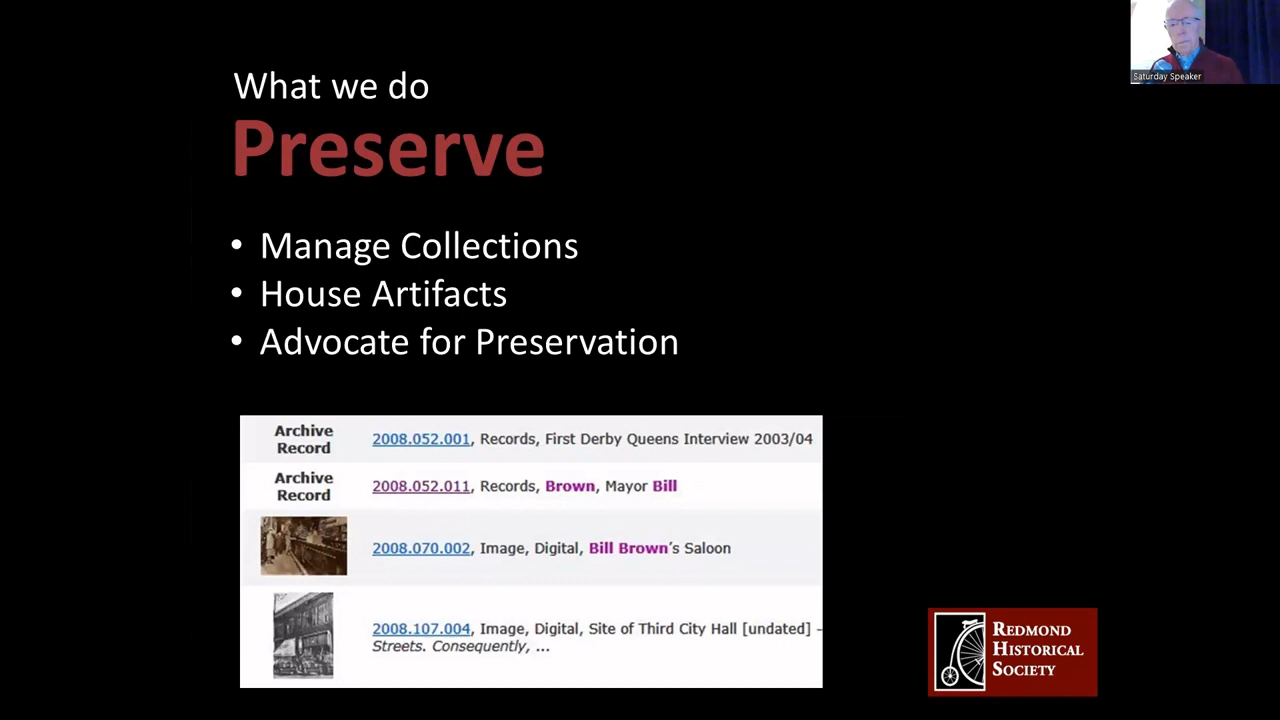 What we do
Preserve
• Manage Collections
• House Artifacts
• Advocate for Preservation
Archive
Record
2008.052.001, Records, First Derby Queens Interview 2003/04
Archive
Record
2008.052.011, Records, Brown, Mayor Bill
2008.070.002, Image, Digital, Bill Brown's Saloon
2008.107.004, Image, Digital, Site of Third City Hall [undated] -
Streets. Consequently, ...
Saturday Speaker
REDMOND
HISTORICAL
SOCIETY